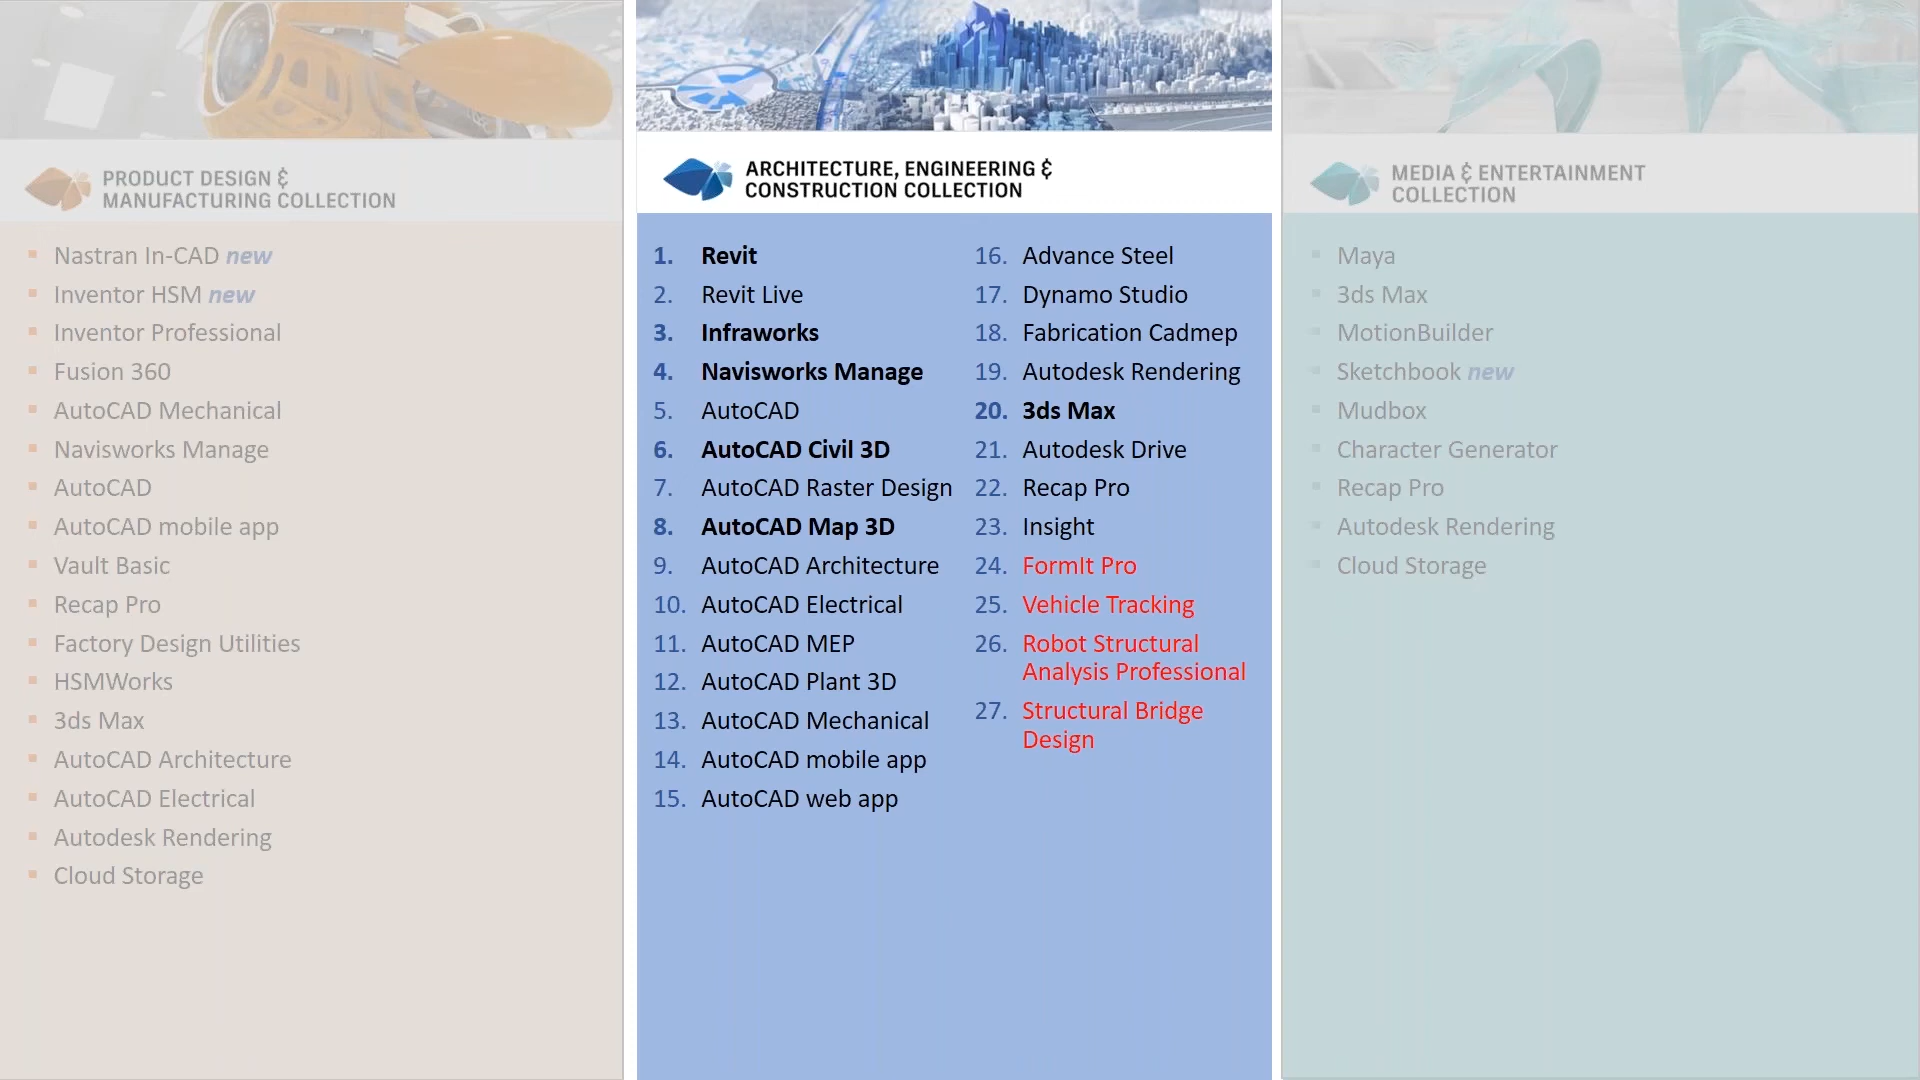 PRODUCT DESIGN &
MANUFACTURING COLLECTION
Nastran In-CAD new
Inventor HSM new
Inventor Professional
Fusion 360
AutoCAD Mechanical
Navisworks Manage
AutoCAD
AutoCAD mobile app
Vault Basic
Recap Pro
Factory Design Utilities
HSMWorks
3ds Max
AutoCAD Architecture
AutoCAD Electrical
Autodesk Rendering
Cloud Storage
ARCHITECTURE, ENGINEERING &
CONSTRUCTION COLLECTION
1. Revit
2. Revit Live
3. Infraworks
4. Navisworks Manage
5. AutoCAD
6. AutoCAD Civil 3D
7. AutoCAD Raster Design
8. AutoCAD Map 3D
9. AutoCAD Architecture
10. AutoCAD Electrical
11. AutoCAD MEP
12. AutoCAD Plant 3D
13. AutoCAD Mechanical
14. AutoCAD mobile app
15. AutoCAD web app
16. Advance Steel
17. Dynamo Studio
18. Fabrication Cadmep
19. Autodesk Rendering
20. 3ds Max
21. Autodesk Drive
22. Recap Pro
23. Insight
24. FormIt Pro
25. Vehicle Tracking
26. Robot Structural
Analysis Professional
27. Structural Bridge
Design
MEDIA & ENTERTAINMENT
COLLECTION
Maya
3ds Max
MotionBuilder
Sketchbook new
Mudbox
Character Generator
Recap Pro
Autodesk Rendering
Cloud Storage